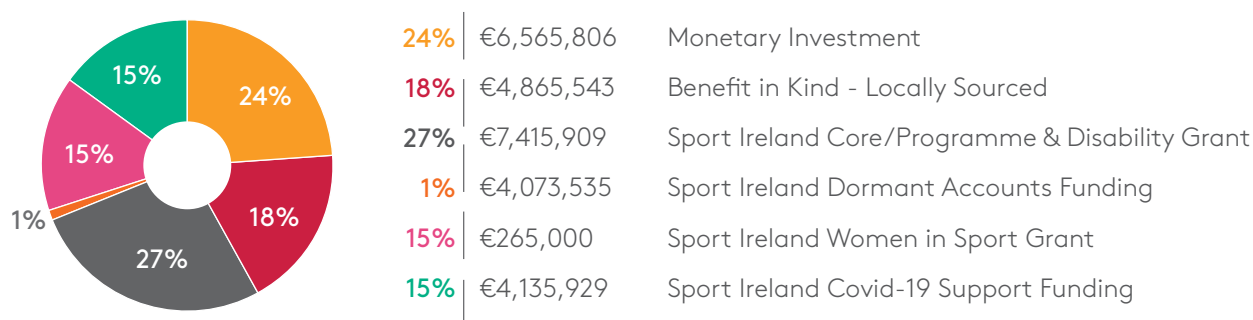 15%
24%
15%
1%
18%
27%
24% €6,565,806 Monetary Investment
18% €4,865,543 Benefit in Kind - Locally Sourced
27% €7,415,909 Sport Ireland Core/Programme & Disability Grant
1% €4,073,535 Sport Ireland Dormant Accounts Funding
15% €265,000 Sport Ireland Women in Sport Grant
15% €4,135,929 Sport Ireland Covid-19 Support Funding